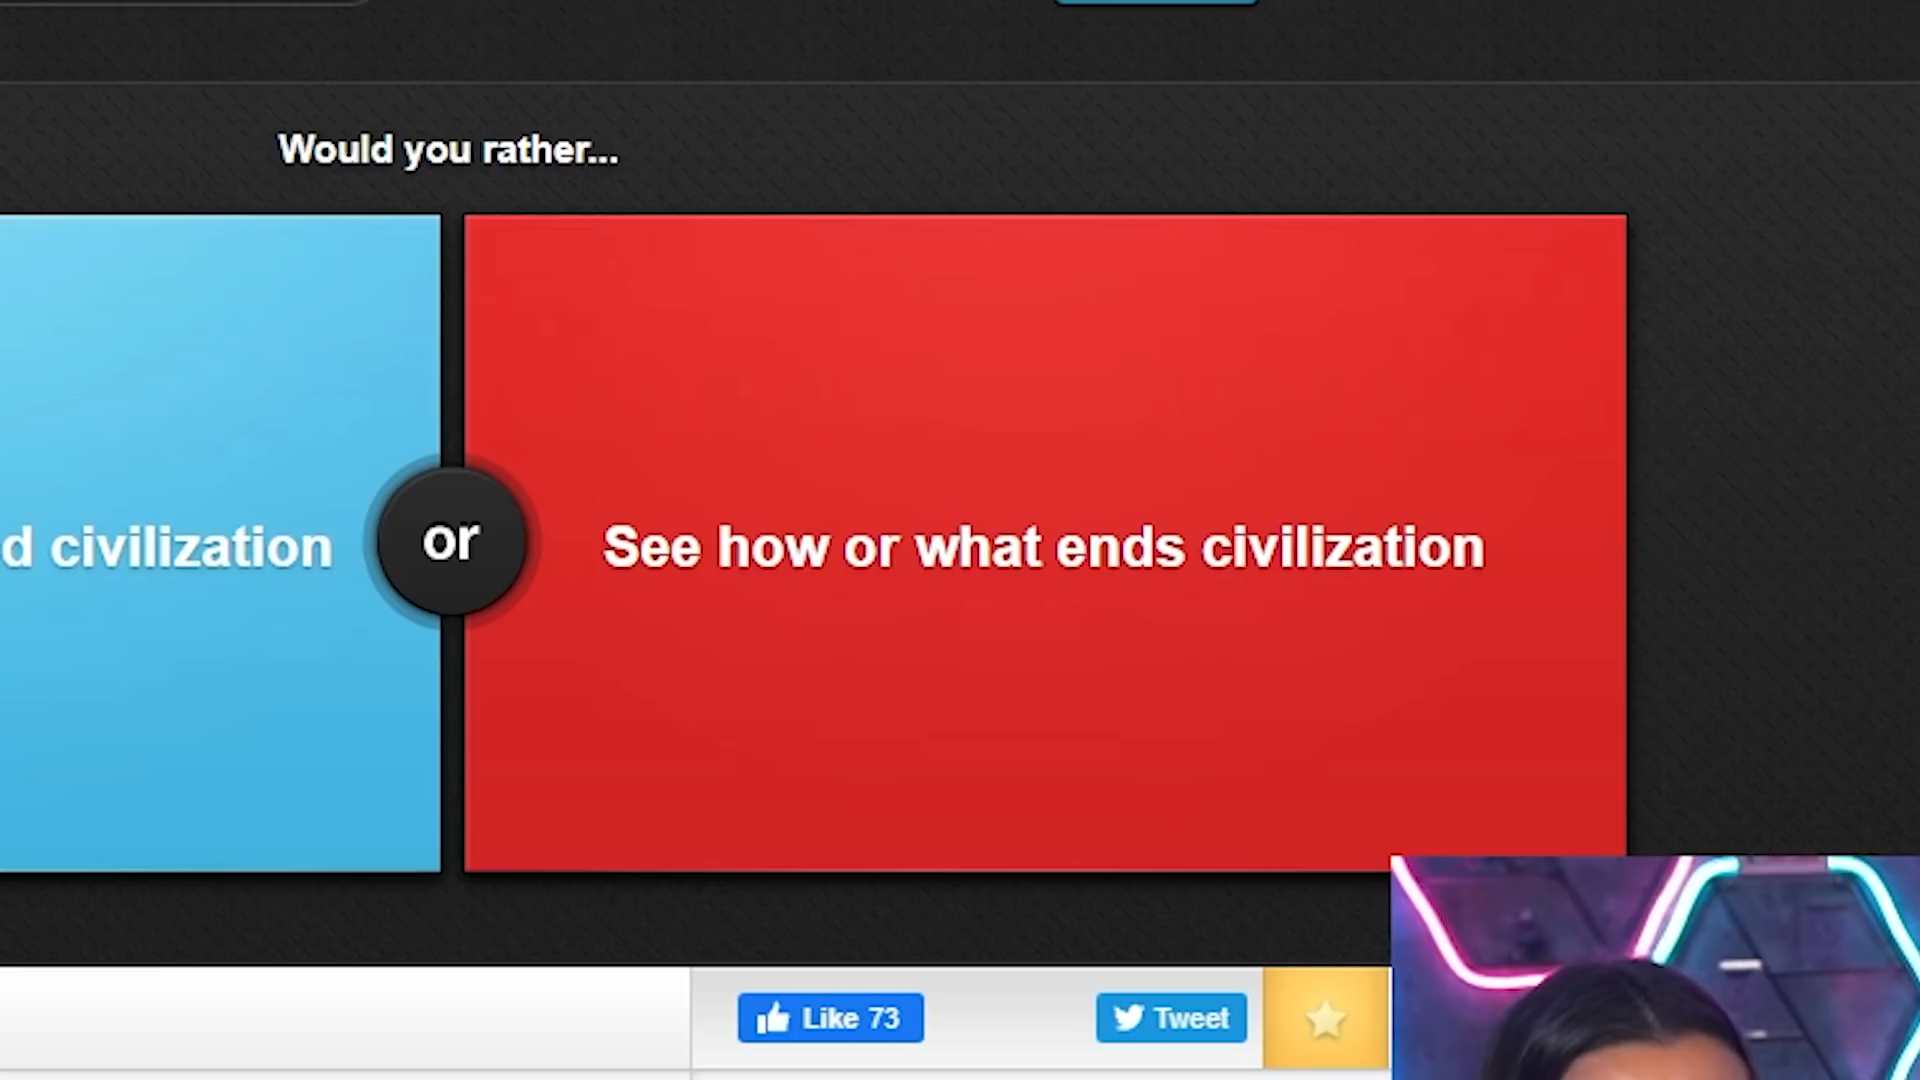 Would you rather...
d civilization
or
See how or what ends civilization
Like 73
Tweet